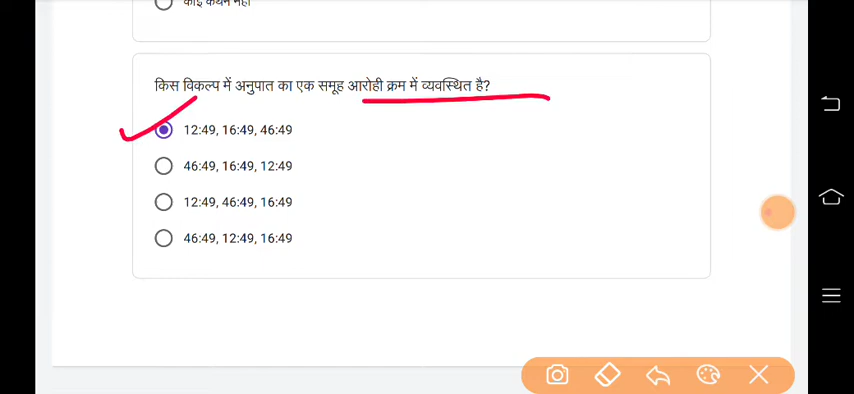 किस विकल्प में अनुपात का एक समूह आरोही क्रम में व्यवस्थित है?
12:49, 16:49, 46:49
46:49, 16:49, 12:49
12:49, 46:49, 16:49
46:49, 12:49, 16:49